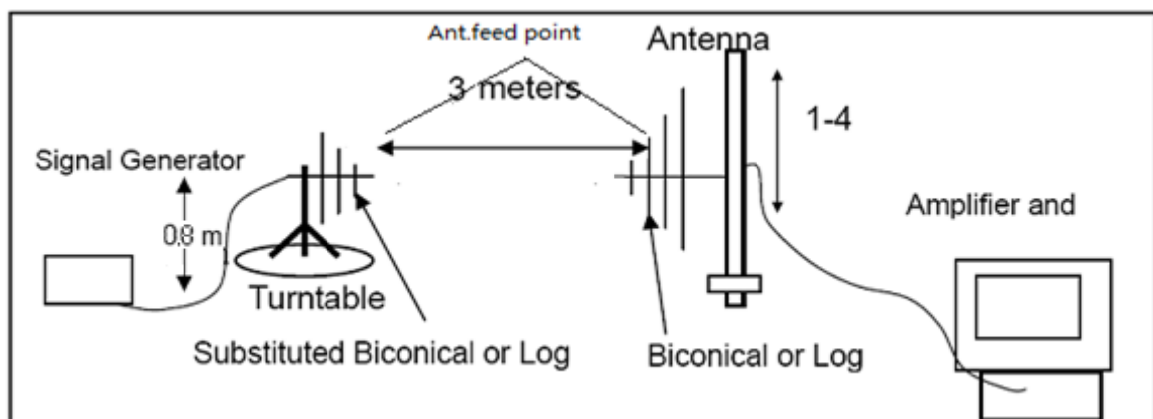 Ant.feed point
Antenna
3 meters
1-4
Signal Generator
0.8 m
Amplifier and
Turntable
Substituted Biconical or Log
Biconical or Log